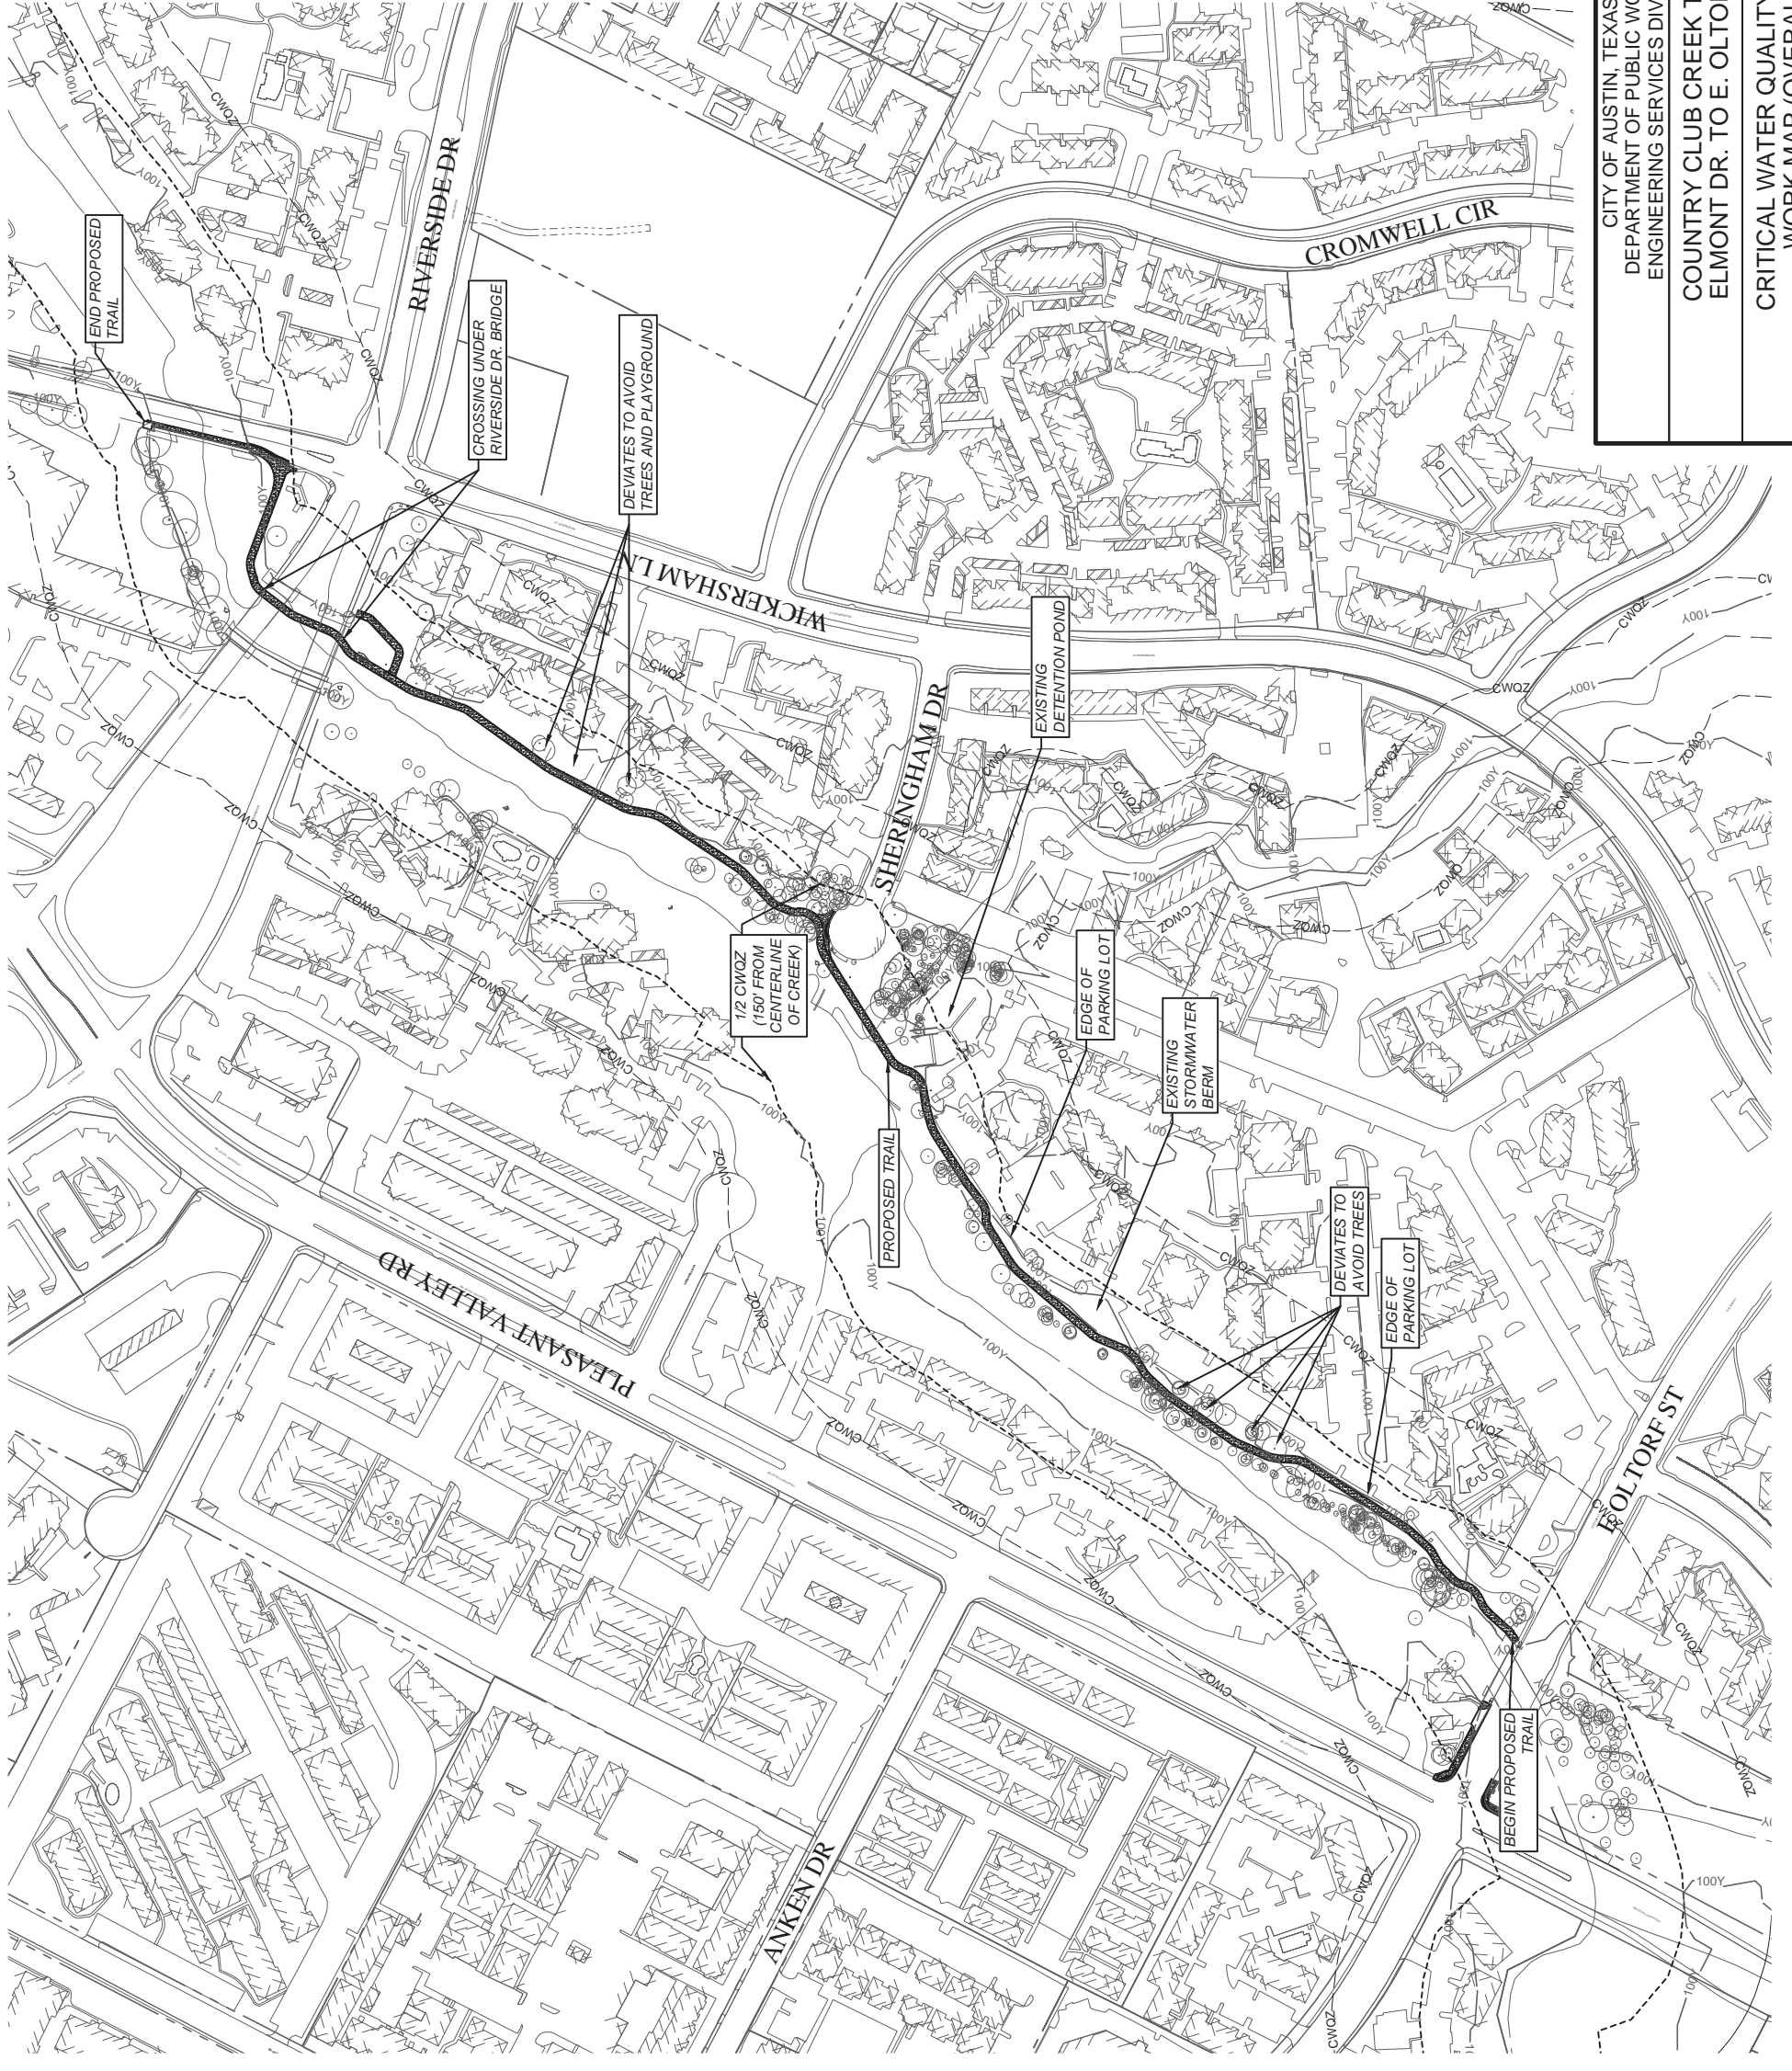 END PROPOSED
TRAIL
RIVERSIDE DR
CROSSING UNDER
RIVERSIDE DR. BRIDGE
DEVIATES TO AVOID
TREES AND PLAYGROUND
CROMWELL CIR
WICKERSHAM LN
EXISTING
DETENTION POND
SHERINGHAM DR
1/2 CWQZ
(150' FROM
CENTERLINE
OF CREEK)
EDGE OF
PARKING LOT
EXISTING
STORMWATER
BERM
PROPOSED TRAIL
DEVIATES TO
AVOID TREES
EDGE OF
PARKING LOT
PLEASANT VALLEY RD
E OLTORF ST
BEGIN PROPOSED
TRAIL
ANKEN DR
CWQZ
100Y
CITY OF AUSTIN, TEXAS
DEPARTMENT OF PUBLIC WO
ENGINEERING SERVICES DIV
COUNTRY CLUB CREEK T
ELMONT DR. TO E. OLTO
CRITICAL WATER QUALITY